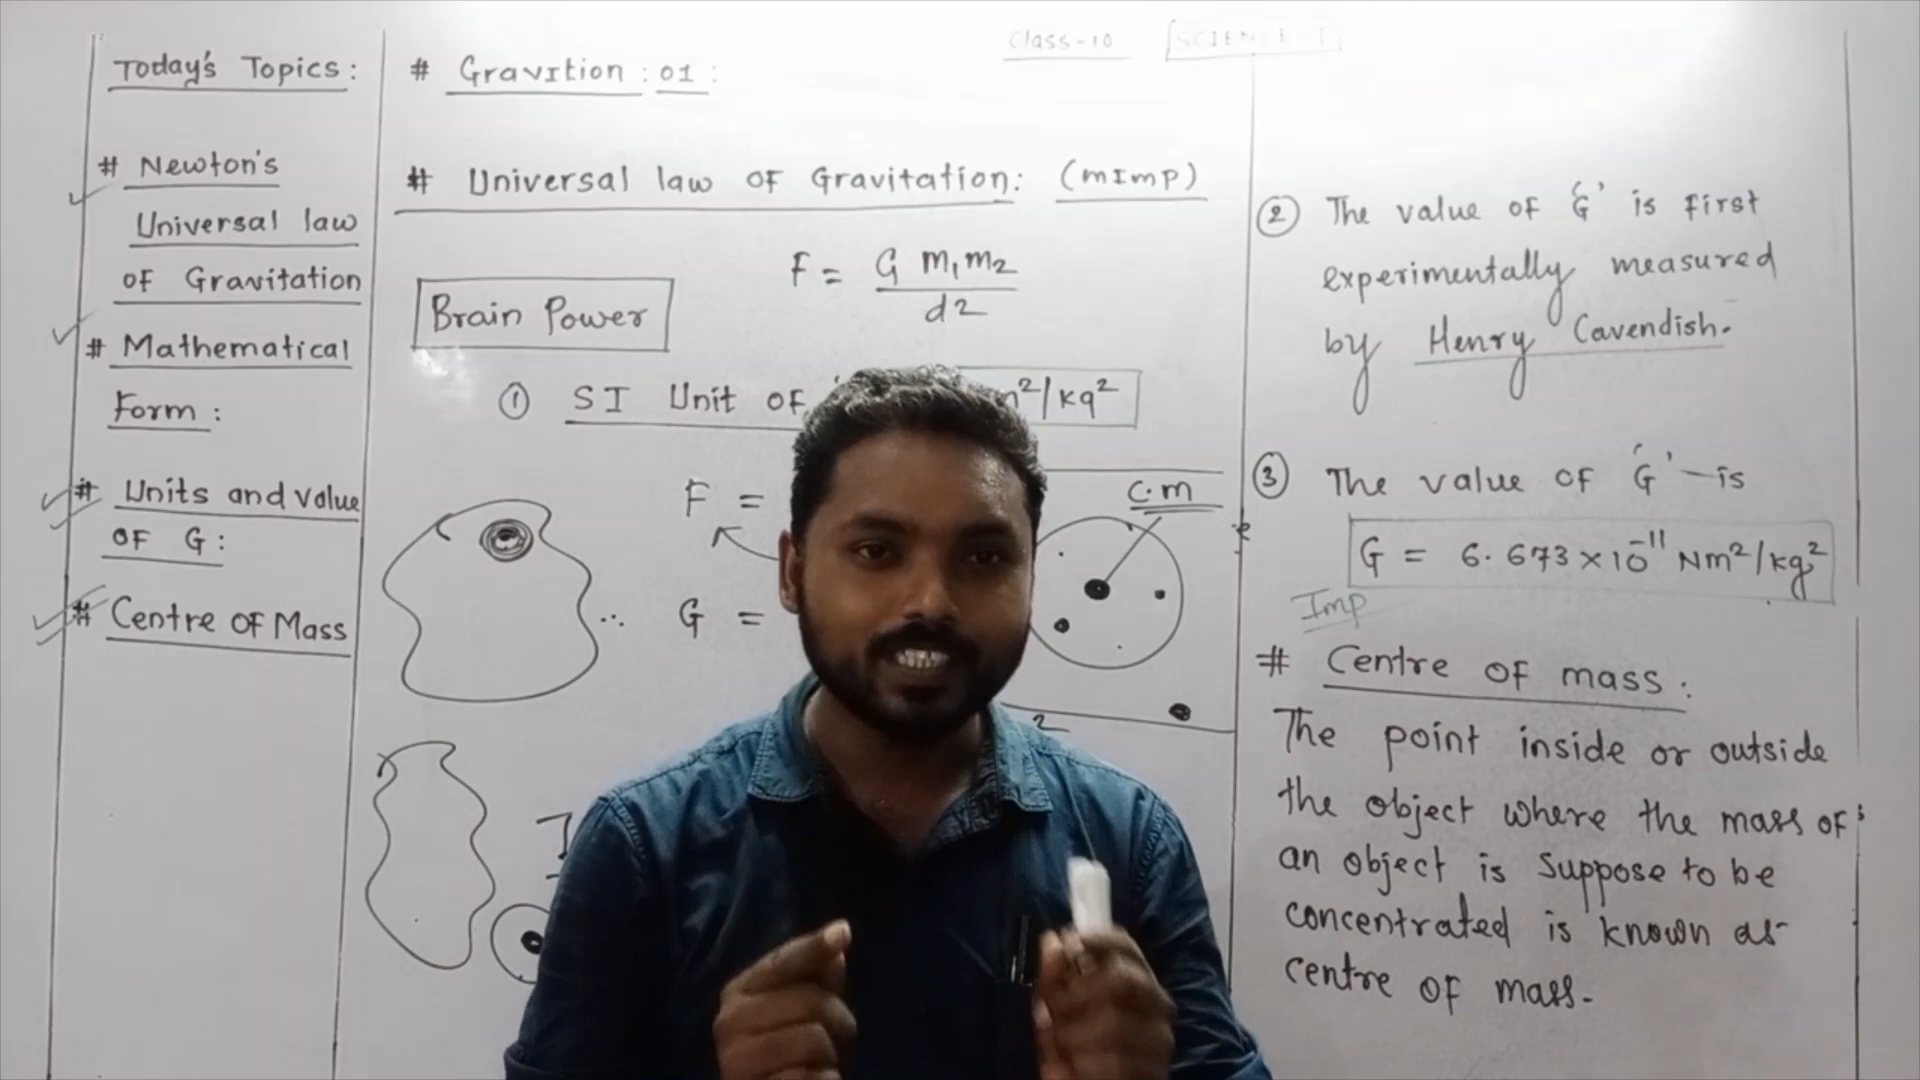 Class-10 SCIENCE 1
Today's Topics:
# Newton's
Universal law
of Gravitation
# Mathematical
Form:
# Units and value
OF G:
# Centre OF Mass
# Gravition: 01:
# Universal law of Gravitation: (mImp)
F = G m₁m₂
d2
Brain Power
① SI Unit of m²/kg²
F =
∴ G =
C.m
2
② The value of 'G' is first
experimentally measured
by Henry Cavendish.
③ The value of 'G' is
G = 6.673×10⁻¹¹ Nm²/kg²
Imp
# Centre of mass:
The point inside or outside
the object where the mass of
an object is suppose to be
concentrated is known as
centre of mass.